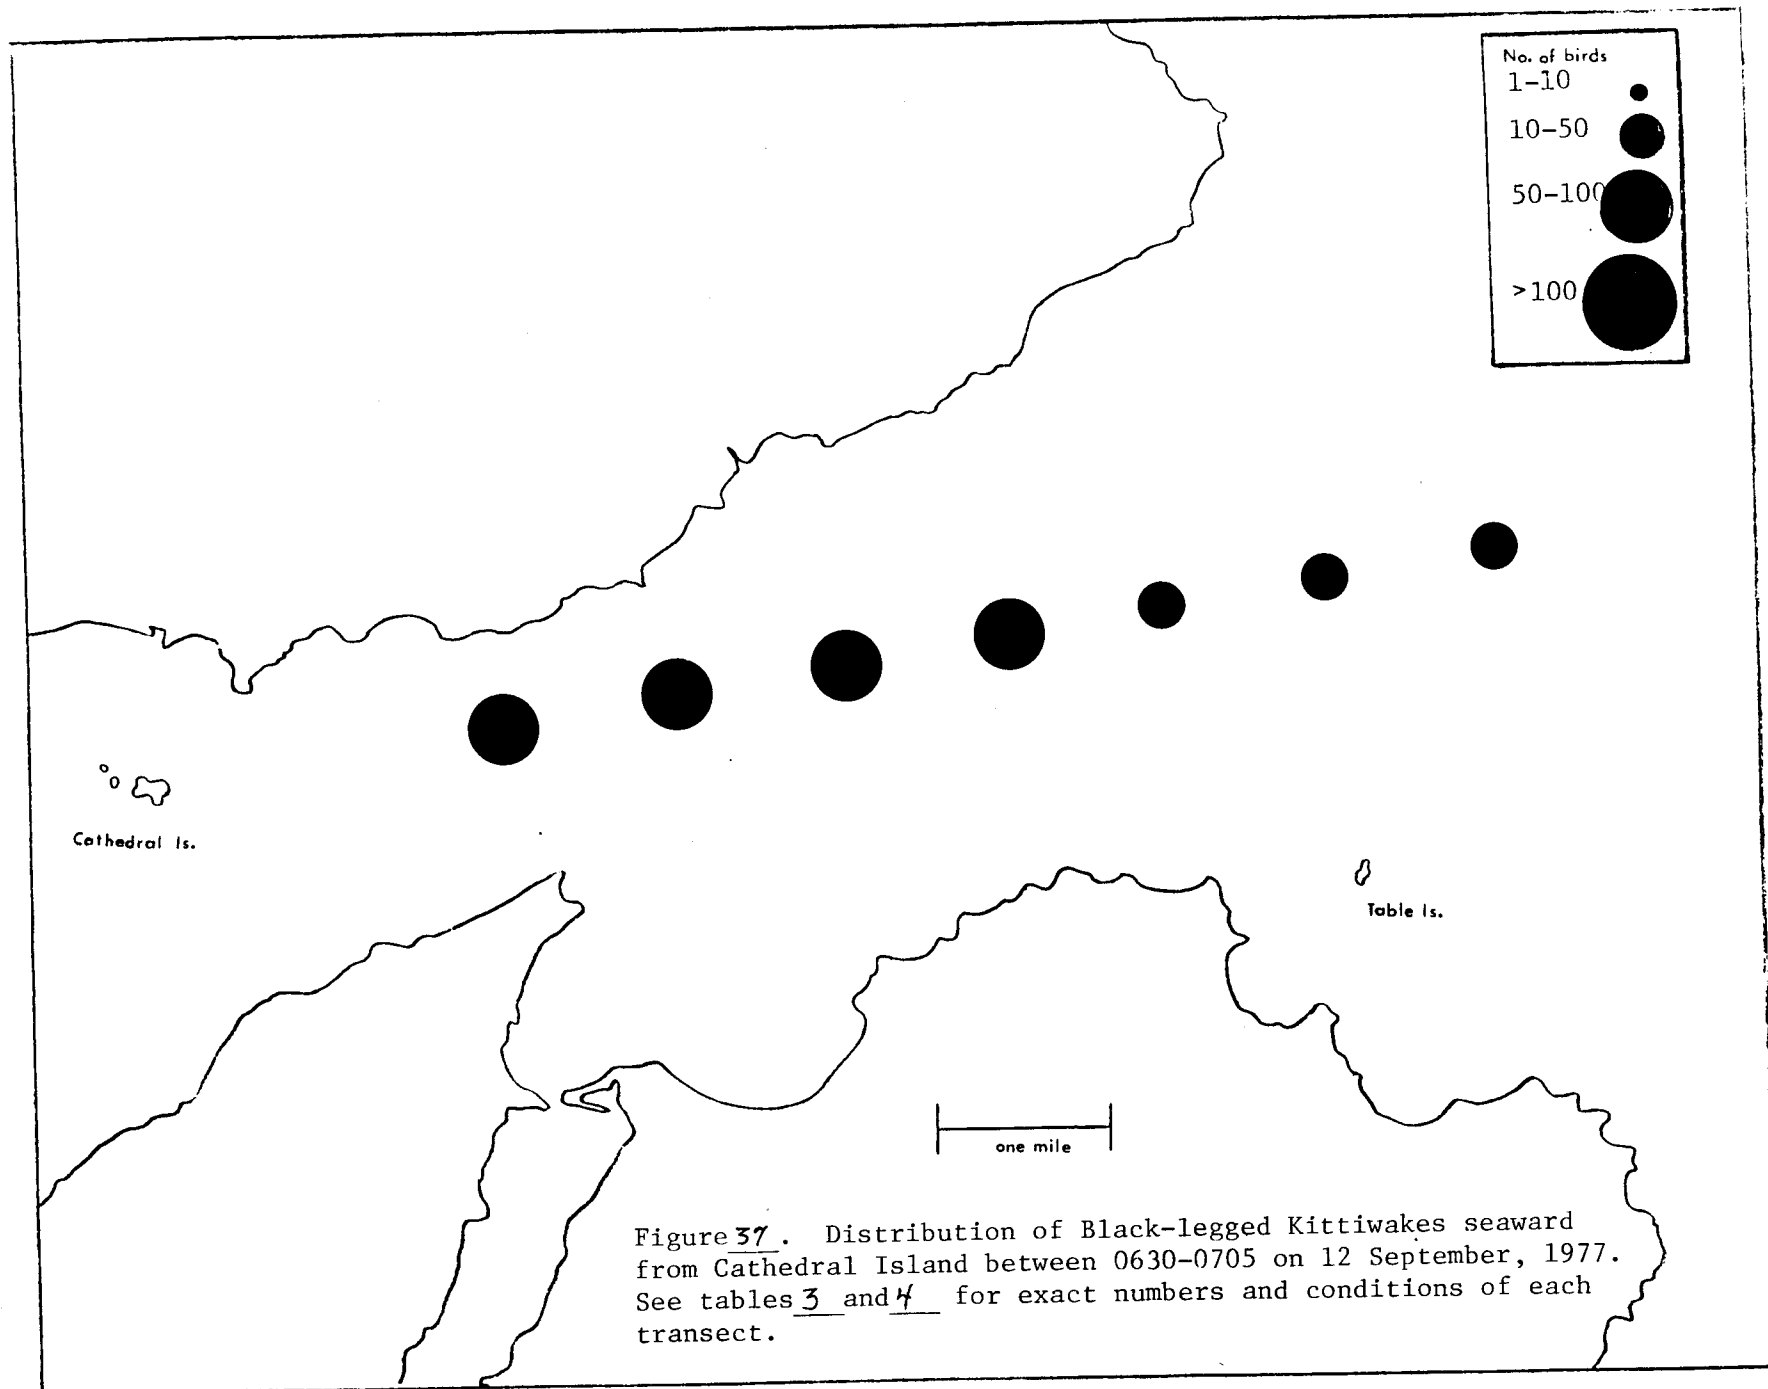 No. of birds
1-10
10-50
50-100
>100
Cathedral Is.
Table Is.
one mile
Figure 37. Distribution of Black-legged Kittiwakes seaward
from Cathedral Island between 0630-0705 on 12 September, 1977.
See tables 3 and 4 for exact numbers and conditions of each
transect.